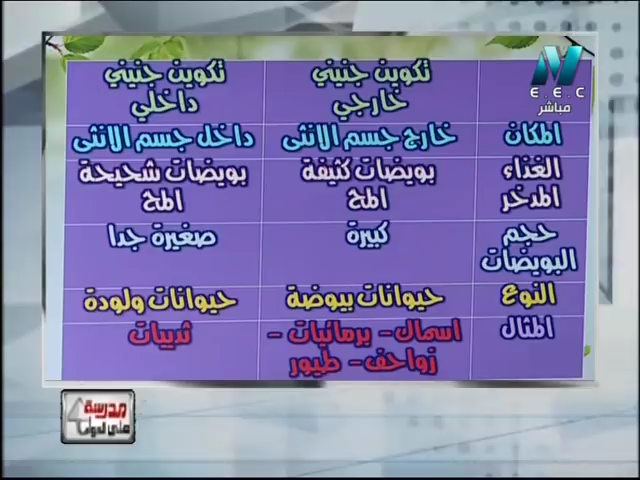 تكوين جنيني خارجي
تكوين جنيني داخلي
المكان
خارج جسم الانثى
داخل جسم الانثى
الغذاء المدخر
بويضات كثيفة المح
بويضات شحيحة المح
حجم البويضات
كبيرة
صغيرة جدا
النوع
حيوانات بيوضة
حيوانات ولودة
المثال
اسماك - برمائيات - زواحف - طيور
ثدييات
E.E.C
مباشر
مدرسة
على الهواء